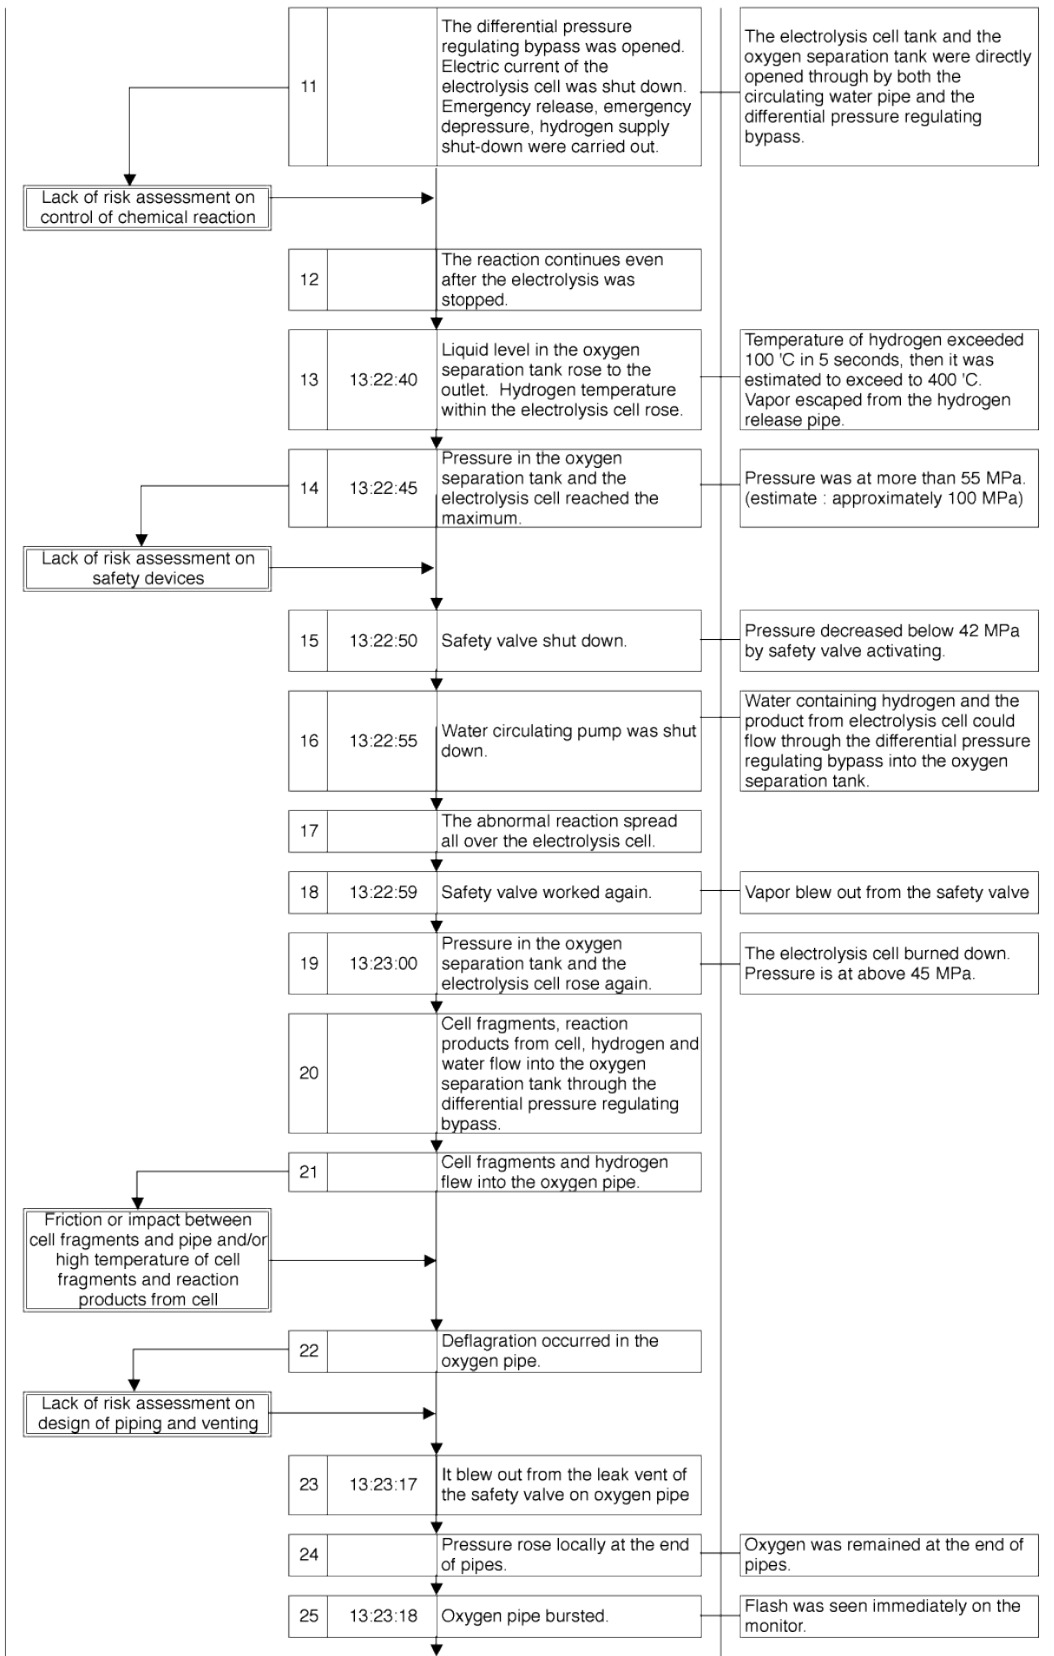 11
The differential pressure
regulating bypass was opened.
Electric current of the
electrolysis cell was shut down.
Emergency release, emergency
depressure, hydrogen supply
shut-down were carried out.
The electrolysis cell tank and the
oxygen separation tank were directly
opened through by both the
circulating water pipe and the
differential pressure regulating
bypass.
Lack of risk assessment on
control of chemical reaction
12
The reaction continues even
after the electrolysis was
stopped.
13
13:22:40
Liquid level in the oxygen
separation tank rose to the
outlet. Hydrogen temperature
within the electrolysis cell rose.
Temperature of hydrogen exceeded
100 'C in 5 seconds, then it was
estimated to exceed to 400 'C.
Vapor escaped from the hydrogen
release pipe.
14
13:22:45
Pressure in the oxygen
separation tank and the
electrolysis cell reached the
maximum.
Pressure was at more than 55 MPa.
(estimate : approximately 100 MPa)
Lack of risk assessment on
safety devices
15
13:22:50
Safety valve shut down.
Pressure decreased below 42 MPa
by safety valve activating.
16
13:22:55
Water circulating pump was shut
down.
Water containing hydrogen and the
product from electrolysis cell could
flow through the differential pressure
regulating bypass into the oxygen
separation tank.
17
The abnormal reaction spread
all over the electrolysis cell.
18
13:22:59
Safety valve worked again.
Vapor blew out from the safety valve
19
13:23:00
Pressure in the oxygen
separation tank and the
electrolysis cell rose again.
The electrolysis cell burned down.
Pressure is at above 45 MPa.
20
Cell fragments, reaction
products from cell, hydrogen and
water flow into the oxygen
separation tank through the
differential pressure regulating
bypass.
21
Cell fragments and hydrogen
flew into the oxygen pipe.
Friction or impact between
cell fragments and pipe and/or
high temperature of cell
fragments and reaction
products from cell
22
Deflagration occurred in the
oxygen pipe.
Lack of risk assessment on
design of piping and venting
23
13:23:17
It blew out from the leak vent of
the safety valve on oxygen pipe
24
Pressure rose locally at the end
of pipes.
Oxygen was remained at the end of
pipes.
25
13:23:18
Oxygen pipe bursted.
Flash was seen immediately on the
monitor.